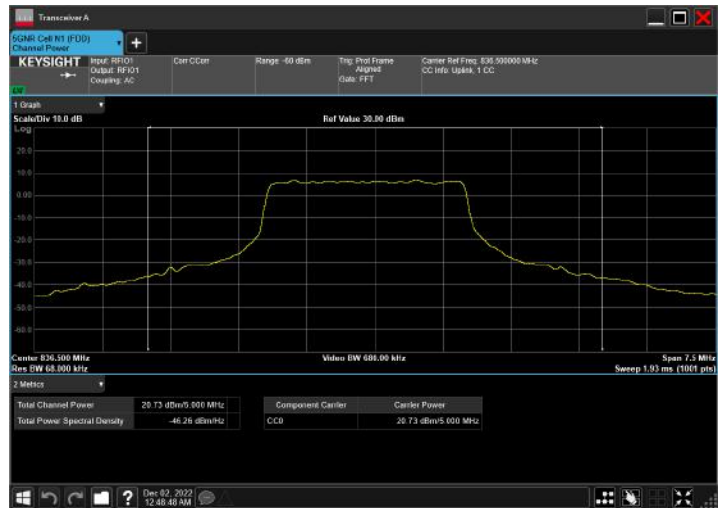 Transceiver A
5GNR Cell N1 (FDD)
Channel Power
KEYSIGHT
Input: RFIO1
Output: RFIO1
Coupling: AC
Corr CCorr
Range -60 dBm
Trig: Prot Frame
Aligned
Gate: FFT
Carrier Ref Freq: 836.500000 MHz
CC Info: Uplink, 1 CC
1 Graph
Scale/Div 10.0 dB
Ref Value 30.00 dBm
Log
20.0
10.0
0.00
-10.0
-20.0
-30.0
-40.0
-50.0
-60.0
Center 836.500 MHz
Video BW 680.00 kHz
Span 7.5 MHz
Res BW 68.000 kHz
Sweep 1.93 ms (1001 pts)
2 Metrics
Total Channel Power 20.73 dBm/5.000 MHz
Total Power Spectral Density -46.26 dBm/Hz
Component Carrier Carrier Power
CC0 20.73 dBm/5.000 MHz
Dec 02, 2022
12:48:48 AM